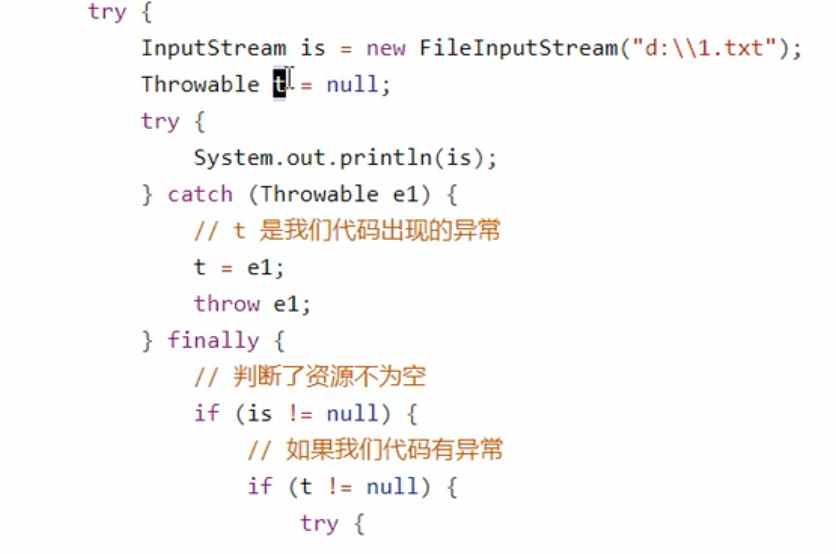 try {
InputStream is = new FileInputStream("d:\\1.txt");
Throwable t = null;
try {
System.out.println(is);
} catch (Throwable e1) {
// t 是我们代码出现的异常
t = e1;
throw e1;
} finally {
// 判断了资源不为空
if (is != null) {
// 如果我们代码有异常
if (t != null) {
try {